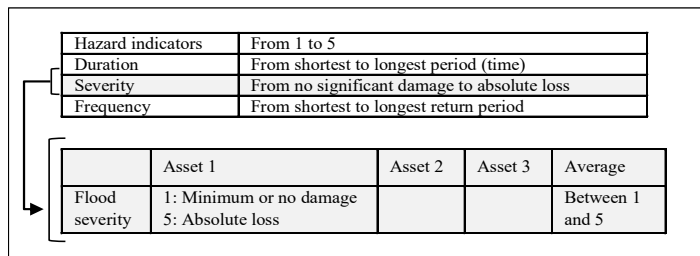 Hazard indicators From 1 to 5
Duration From shortest to longest period (time)
Severity From no significant damage to absolute loss
Frequency From shortest to longest return period
Asset 1 Asset 2 Asset 3 Average
Flood severity 1: Minimum or no damage 5: Absolute loss Between 1 and 5